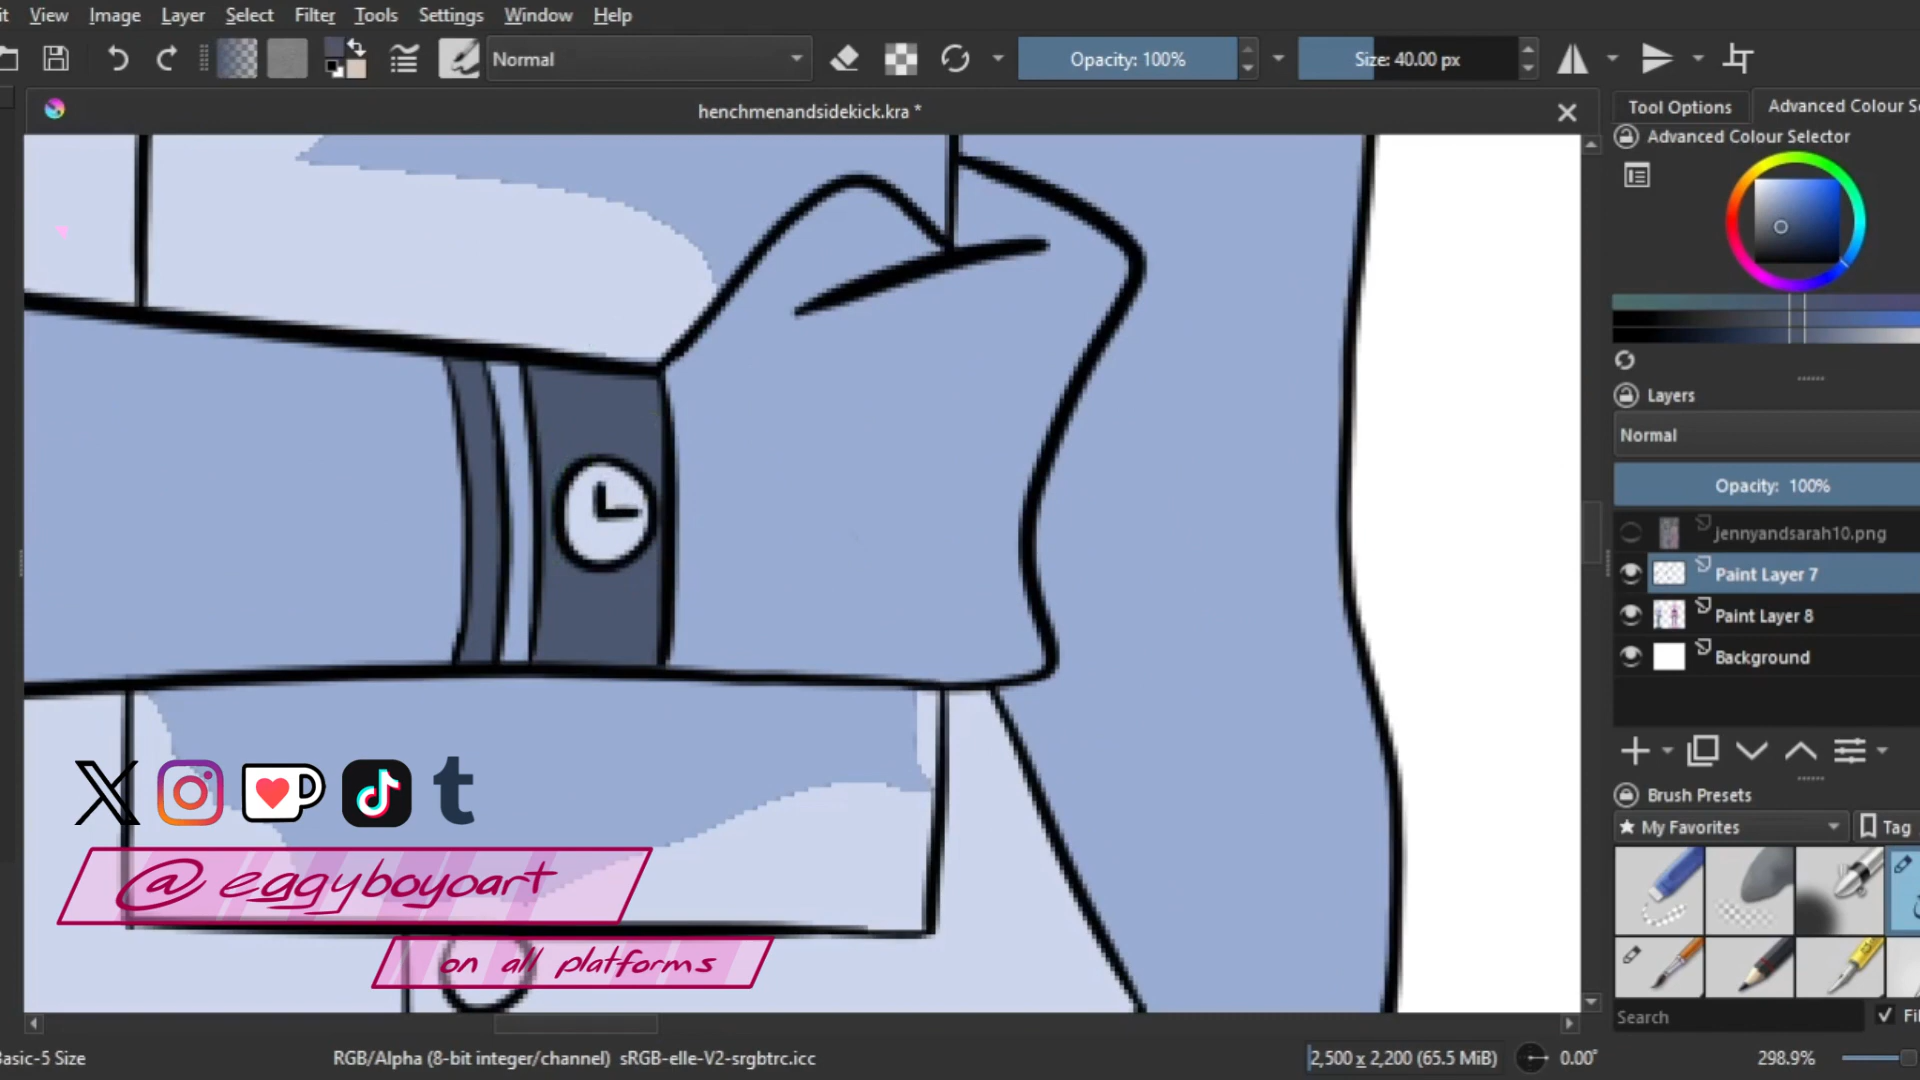 View Image Layer Select Filter Tools Settings Window Help
Normal
Opacity: 100%
Size: 40.00 px
henchmenandsidekick.kra *
Tool Options
Advanced Colour
Advanced Colour Selector
Layers
Normal
Opacity: 100%
jennyandsarah10.png
Paint Layer 7
Paint Layer 8
Background
Brush Presets
★ My Favorites
Tag
Search
@eggyboyoart
on all platforms
Basic-5 Size
RGB/Alpha (8-bit integer/channel) sRGB-elle-V2-srgbtrc.icc
2,500 x 2,200 (65.5 MiB)
0.00°
298.9%